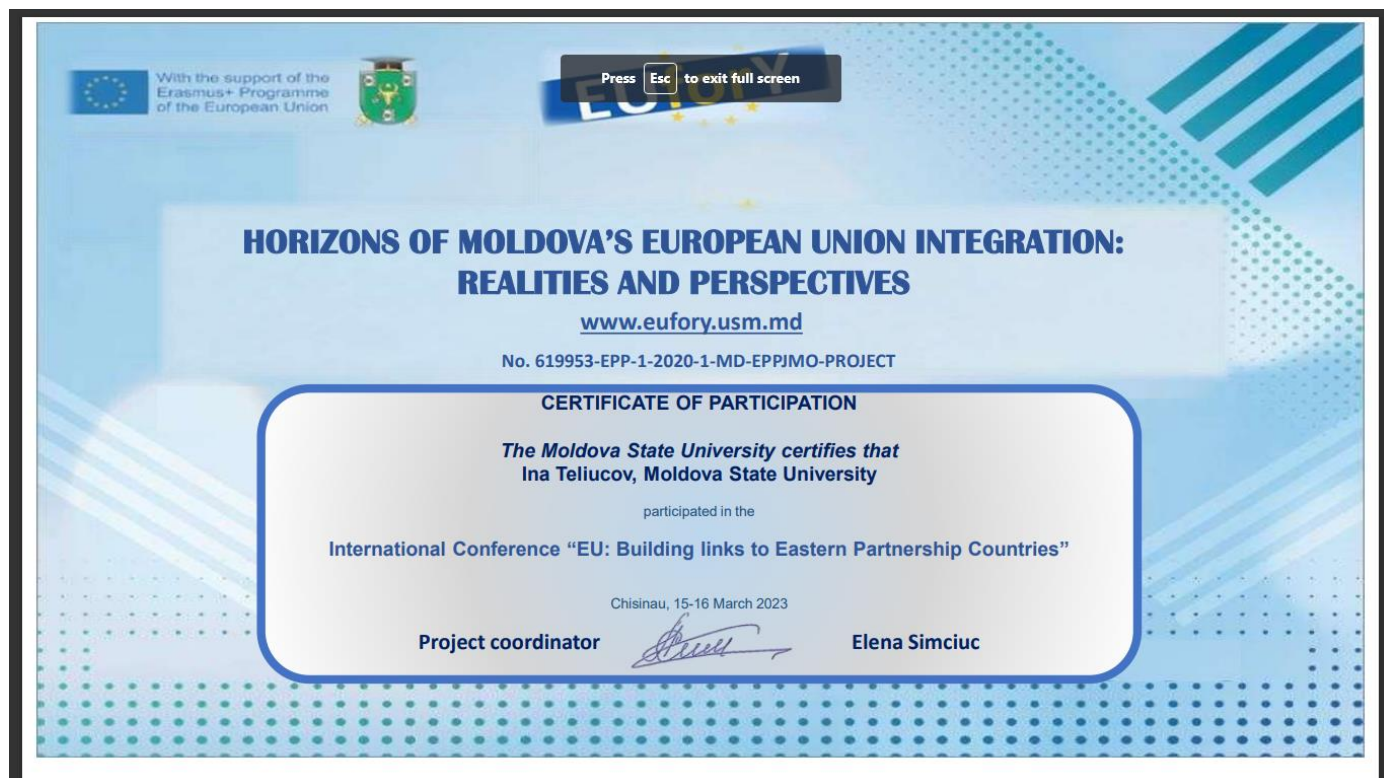 With the support of the
Erasmus+ Programme
of the European Union
EUforY
Press Esc to exit full screen
HORIZONS OF MOLDOVA’S EUROPEAN UNION INTEGRATION:
REALITIES AND PERSPECTIVES
www.eufory.usm.md
No. 619953-EPP-1-2020-1-MD-EPPJMO-PROJECT
CERTIFICATE OF PARTICIPATION
The Moldova State University certifies that
Ina Teliucov, Moldova State University
participated in the
International Conference “EU: Building links to Eastern Partnership Countries”
Chisinau, 15-16 March 2023
Project coordinator Elena Simciuc